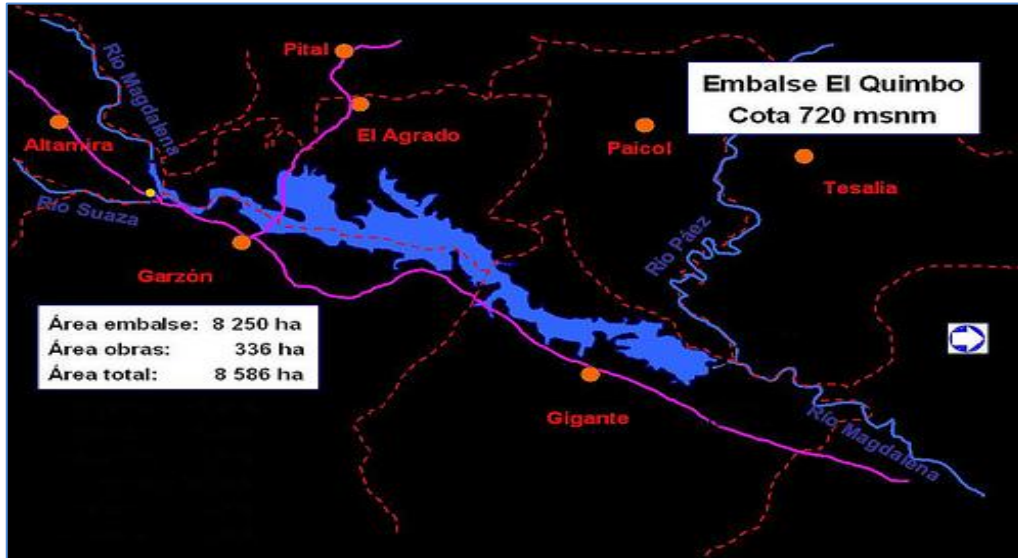 Pital
Río Magdalena
Embalse El Quimbo
Cota 720 msnm
El Agrado
Altamira
Paicol
Tesalia
Río Suaza
Río Páez
Garzón
Área embalse: 8 250 ha
Área obras: 336 ha
Área total: 8 586 ha
Gigante
Río Magdalena